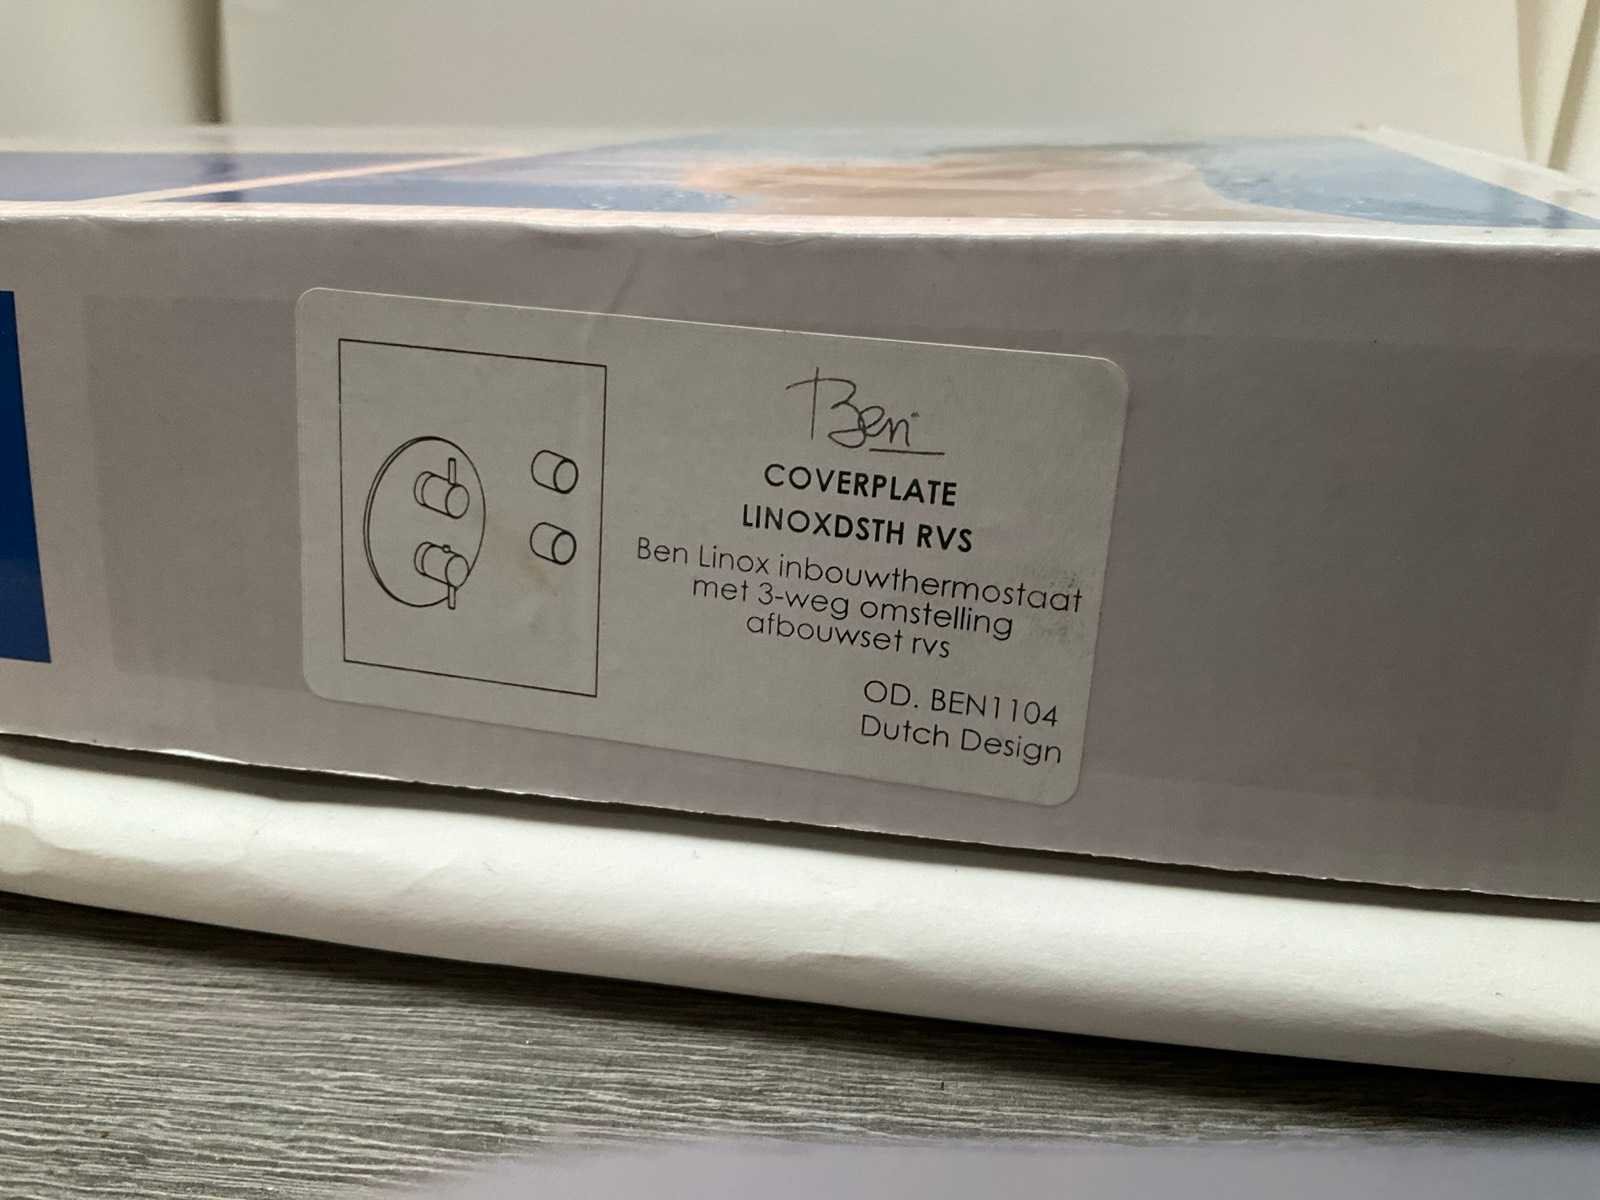 Ben
COVERPLATE
LINOXDSTH RVS
Ben Linox inbouwthermostaat
met 3-weg omstelling
afbouwset rvs
OD. BEN1104
Dutch Design